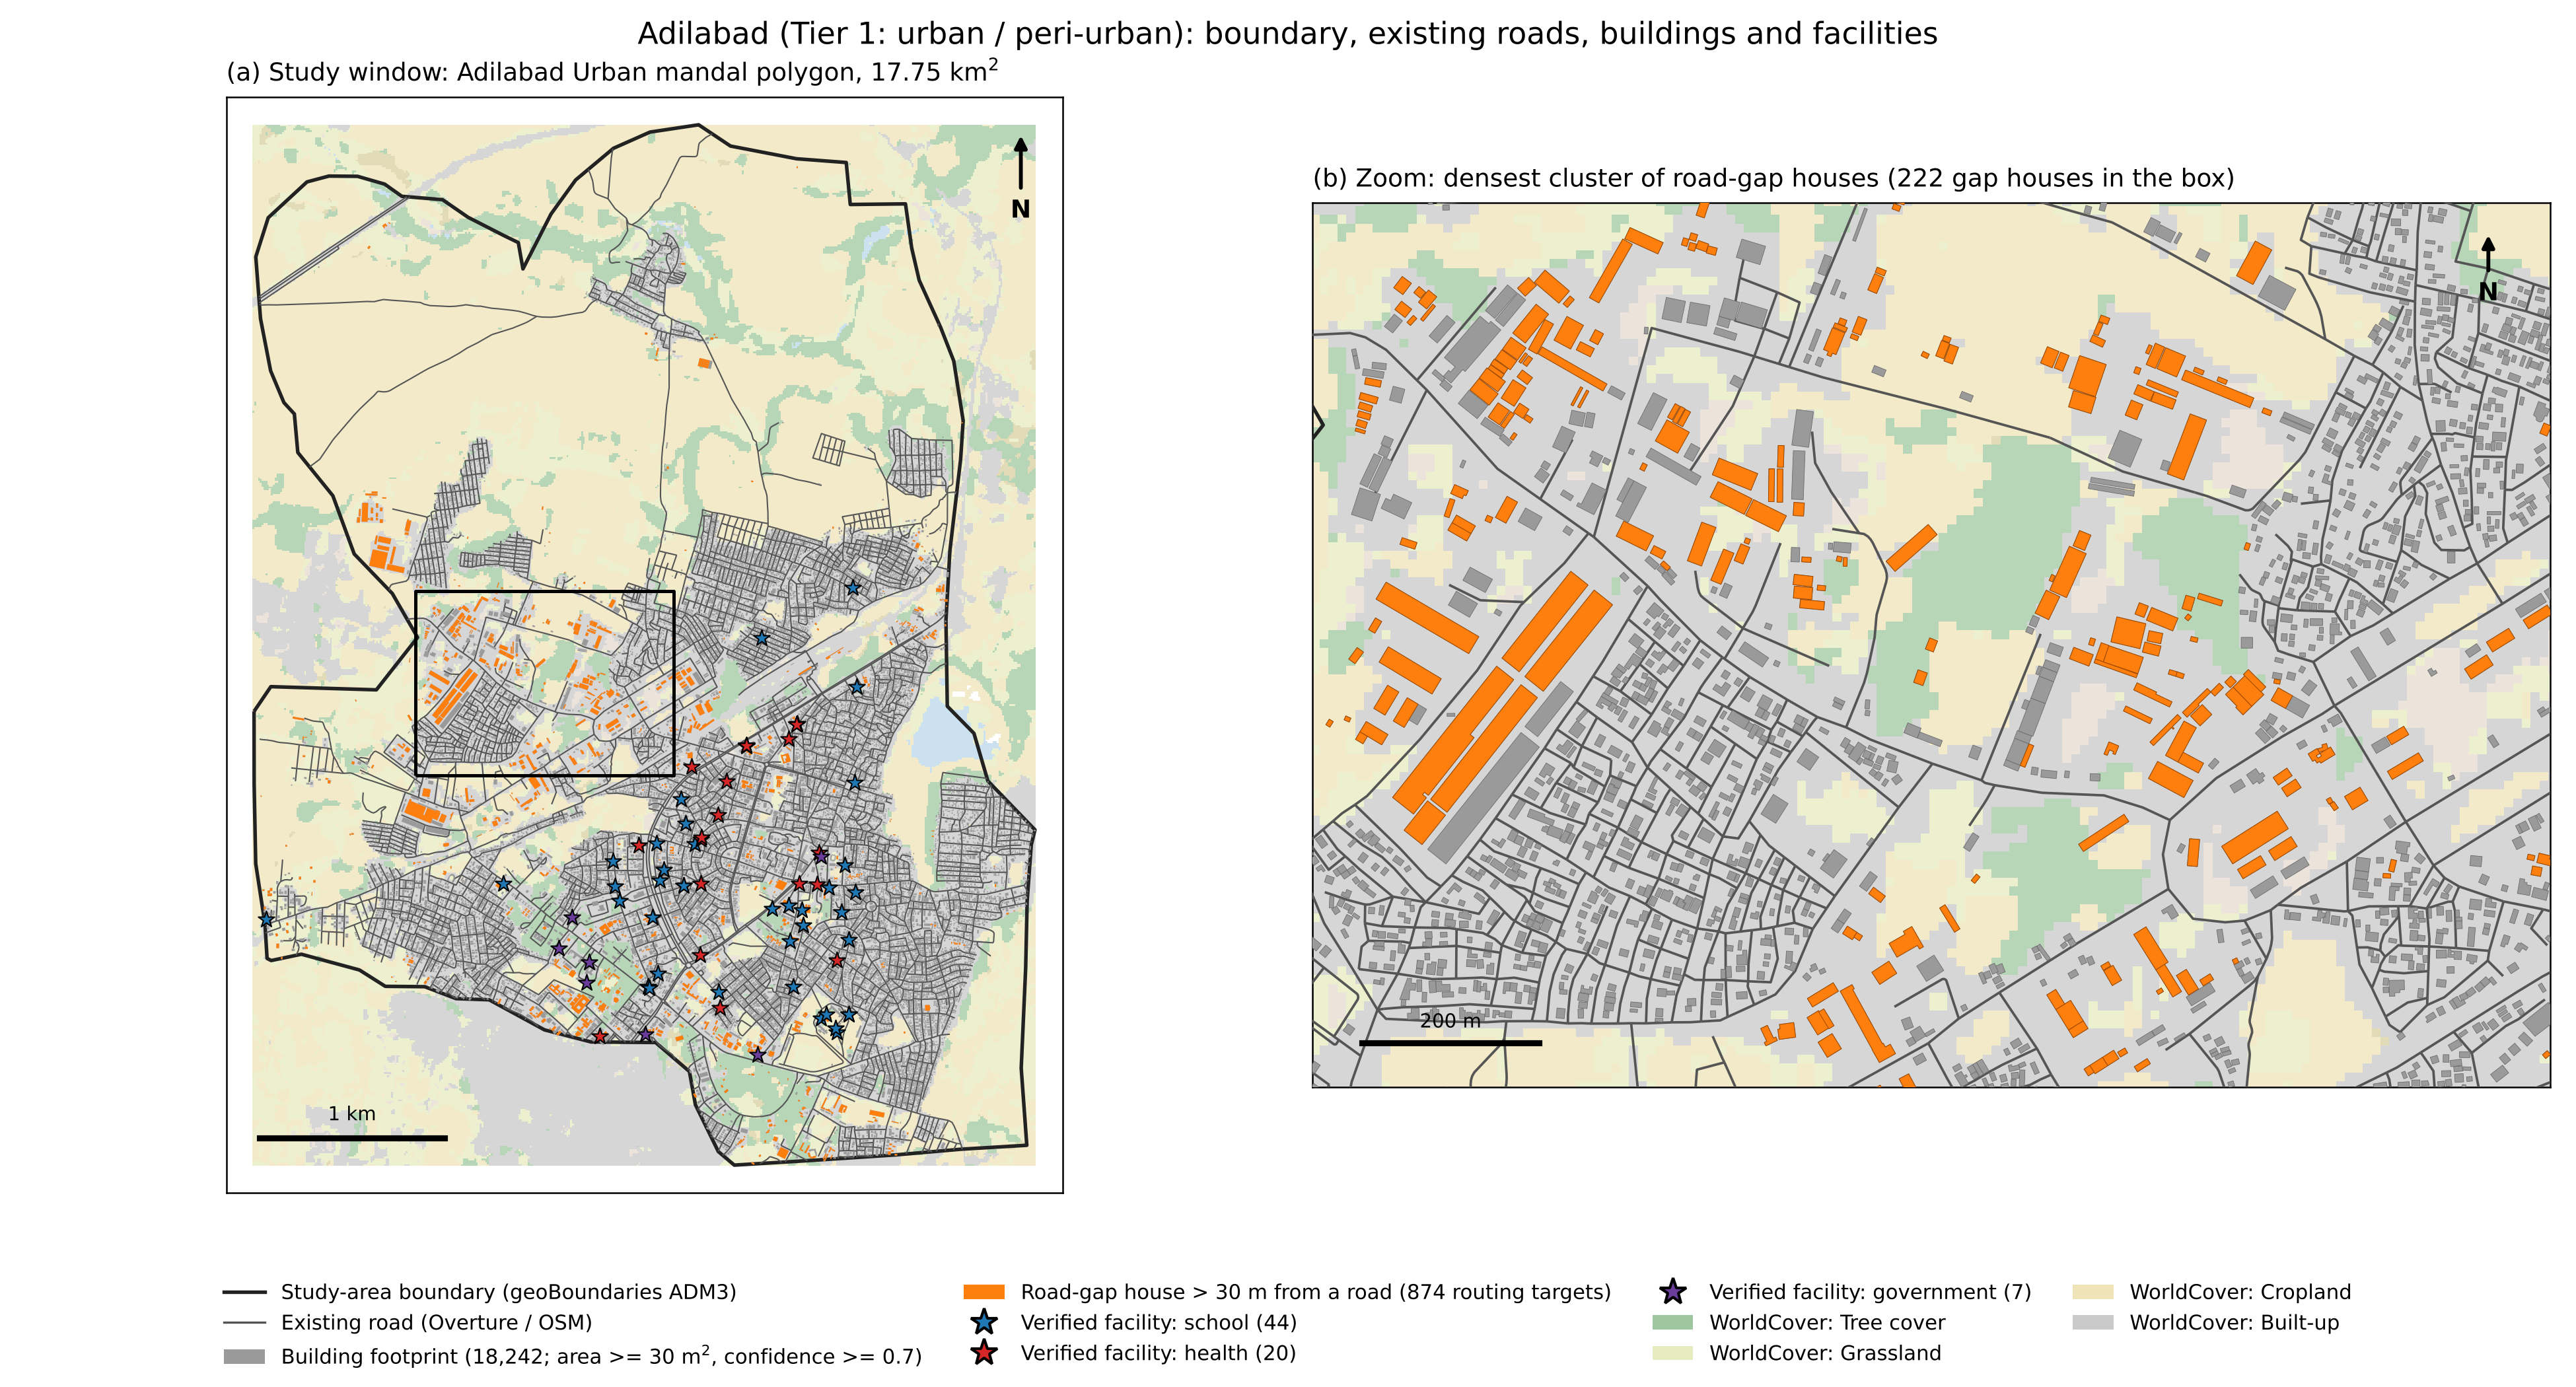 Adilabad (Tier 1: urban / peri-urban): boundary, existing roads, buildings and facilities
(a) Study window: Adilabad Urban mandal polygon, 17.75 km²
N
1 km
(b) Zoom: densest cluster of road-gap houses (222 gap houses in the box)
N
200 m
Study-area boundary (geoBoundaries ADM3)
Existing road (Overture / OSM)
Building footprint (18,242; area >= 30 m², confidence >= 0.7)
Road-gap house > 30 m from a road (874 routing targets)
Verified facility: school (44)
Verified facility: health (20)
Verified facility: government (7)
WorldCover: Tree cover
WorldCover: Grassland
WorldCover: Cropland
WorldCover: Built-up